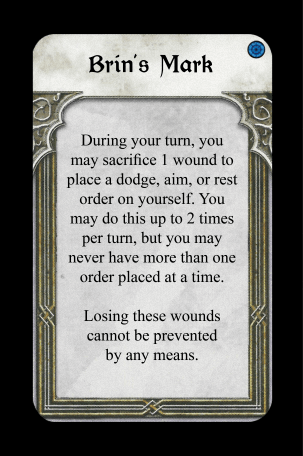 Brin's Mark
During your turn, you
may sacrifice 1 wound to
place a dodge, aim, or rest
order on yourself. You
may do this up to 2 times
per turn, but you may
never have more than one
order placed at a time.
Losing these wounds
cannot be prevented
by any means.